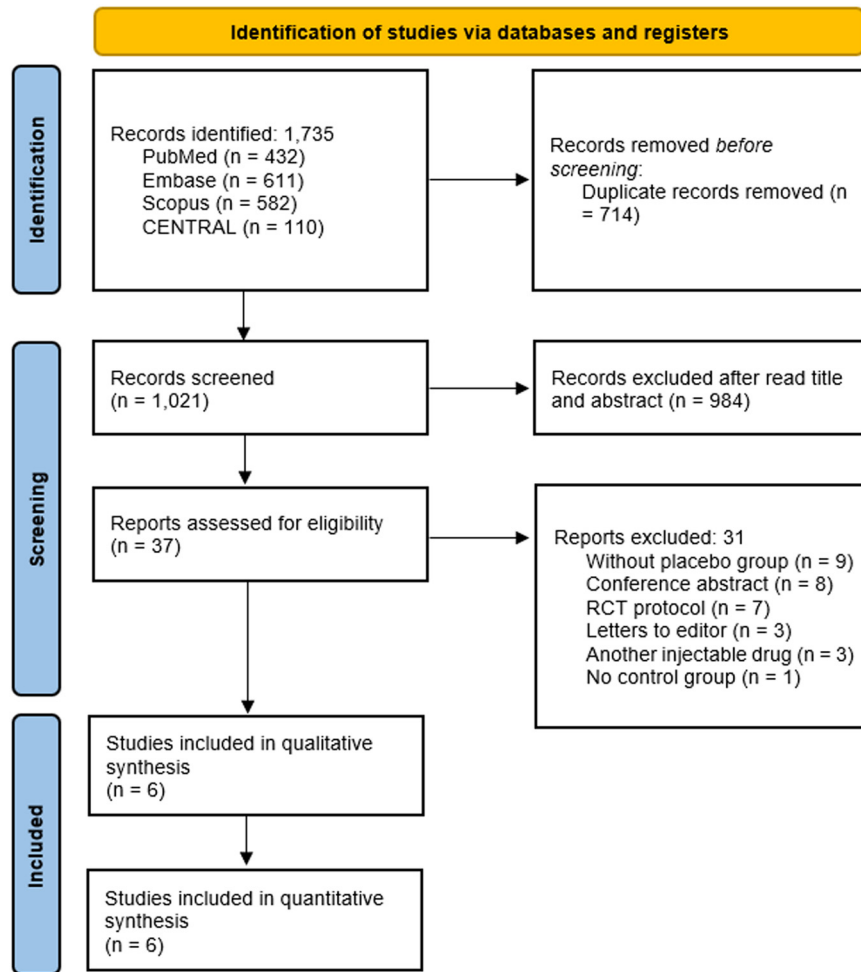 Identification of studies via databases and registers
Identification
Records identified: 1,735
PubMed (n = 432)
Embase (n = 611)
Scopus (n = 582)
CENTRAL (n = 110)
Records removed before
screening:
Duplicate records removed (n
= 714)
Screening
Records screened
(n = 1,021)
Records excluded after read title
and abstract (n = 984)
Reports assessed for eligibility
(n = 37)
Reports excluded: 31
Without placebo group (n = 9)
Conference abstract (n = 8)
RCT protocol (n = 7)
Letters to editor (n = 3)
Another injectable drug (n = 3)
No control group (n = 1)
Included
Studies included in qualitative
synthesis
(n = 6)
Studies included in quantitative
synthesis
(n = 6)